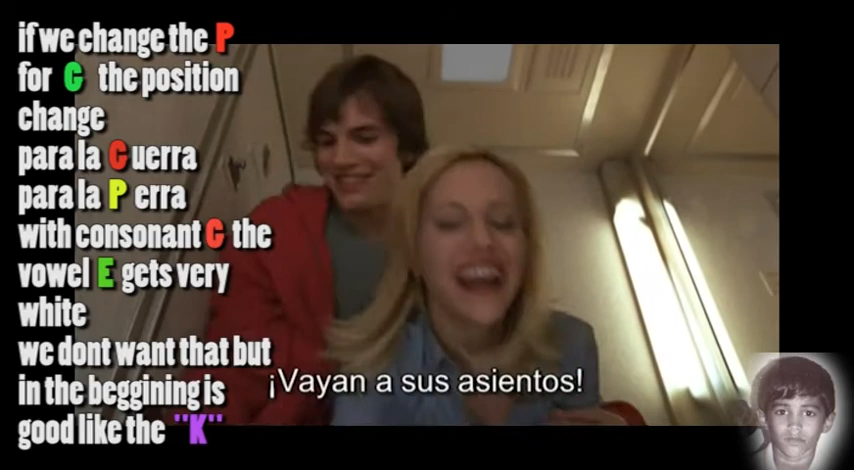 if we change the P
for G the position
change
para la Guerra
para la P erra
with consonant G the
vowel E gets very
white
we dont want that but
in the beggining is
good like the "K"
¡Vayan a sus asientos!